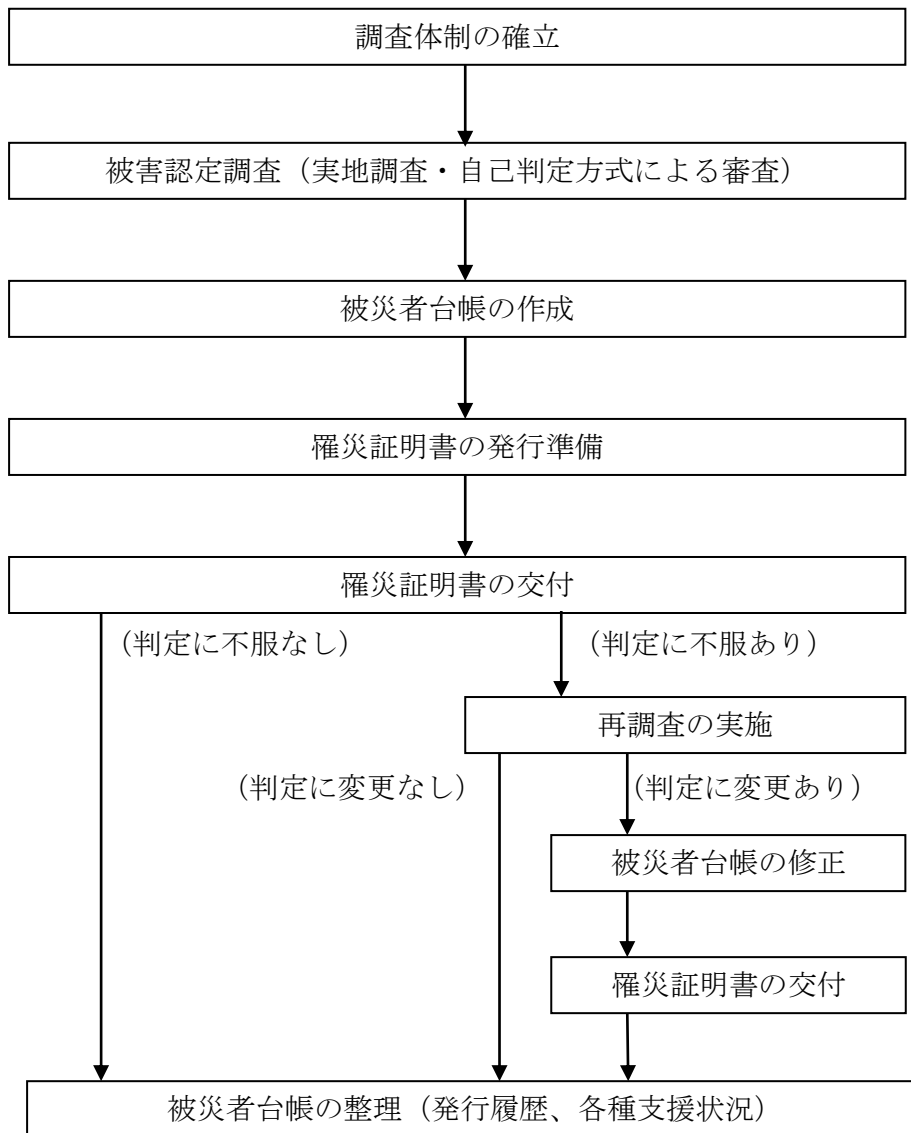 調査体制の確立
被害認定調査（実地調査・自己判定方式による審査）
被災者台帳の作成
罹災証明書の発行準備
罹災証明書の交付
（判定に不服なし）
（判定に不服あり）
再調査の実施
（判定に変更なし）
（判定に変更あり）
被災者台帳の修正
罹災証明書の交付
被災者台帳の整理（発行履歴、各種支援状況）